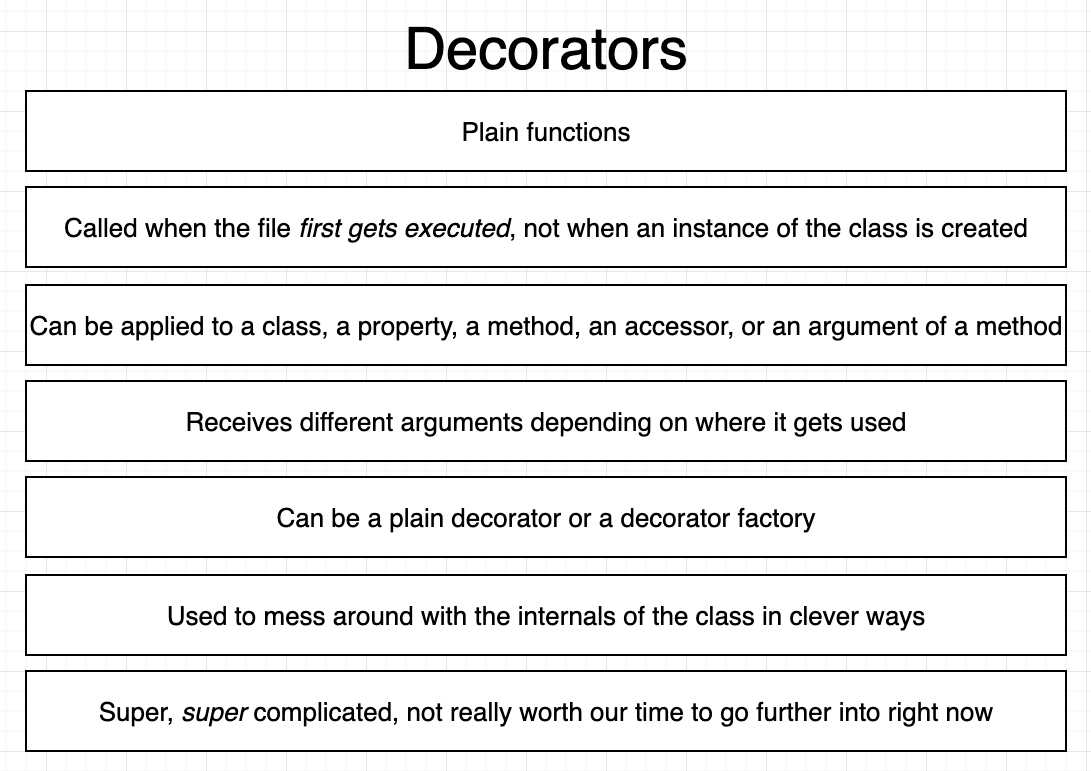 Decorators
Plain functions
Called when the file first gets executed, not when an instance of the class is created
Can be applied to a class, a property, a method, an accessor, or an argument of a method
Receives different arguments depending on where it gets used
Can be a plain decorator or a decorator factory
Used to mess around with the internals of the class in clever ways
Super, super complicated, not really worth our time to go further into right now